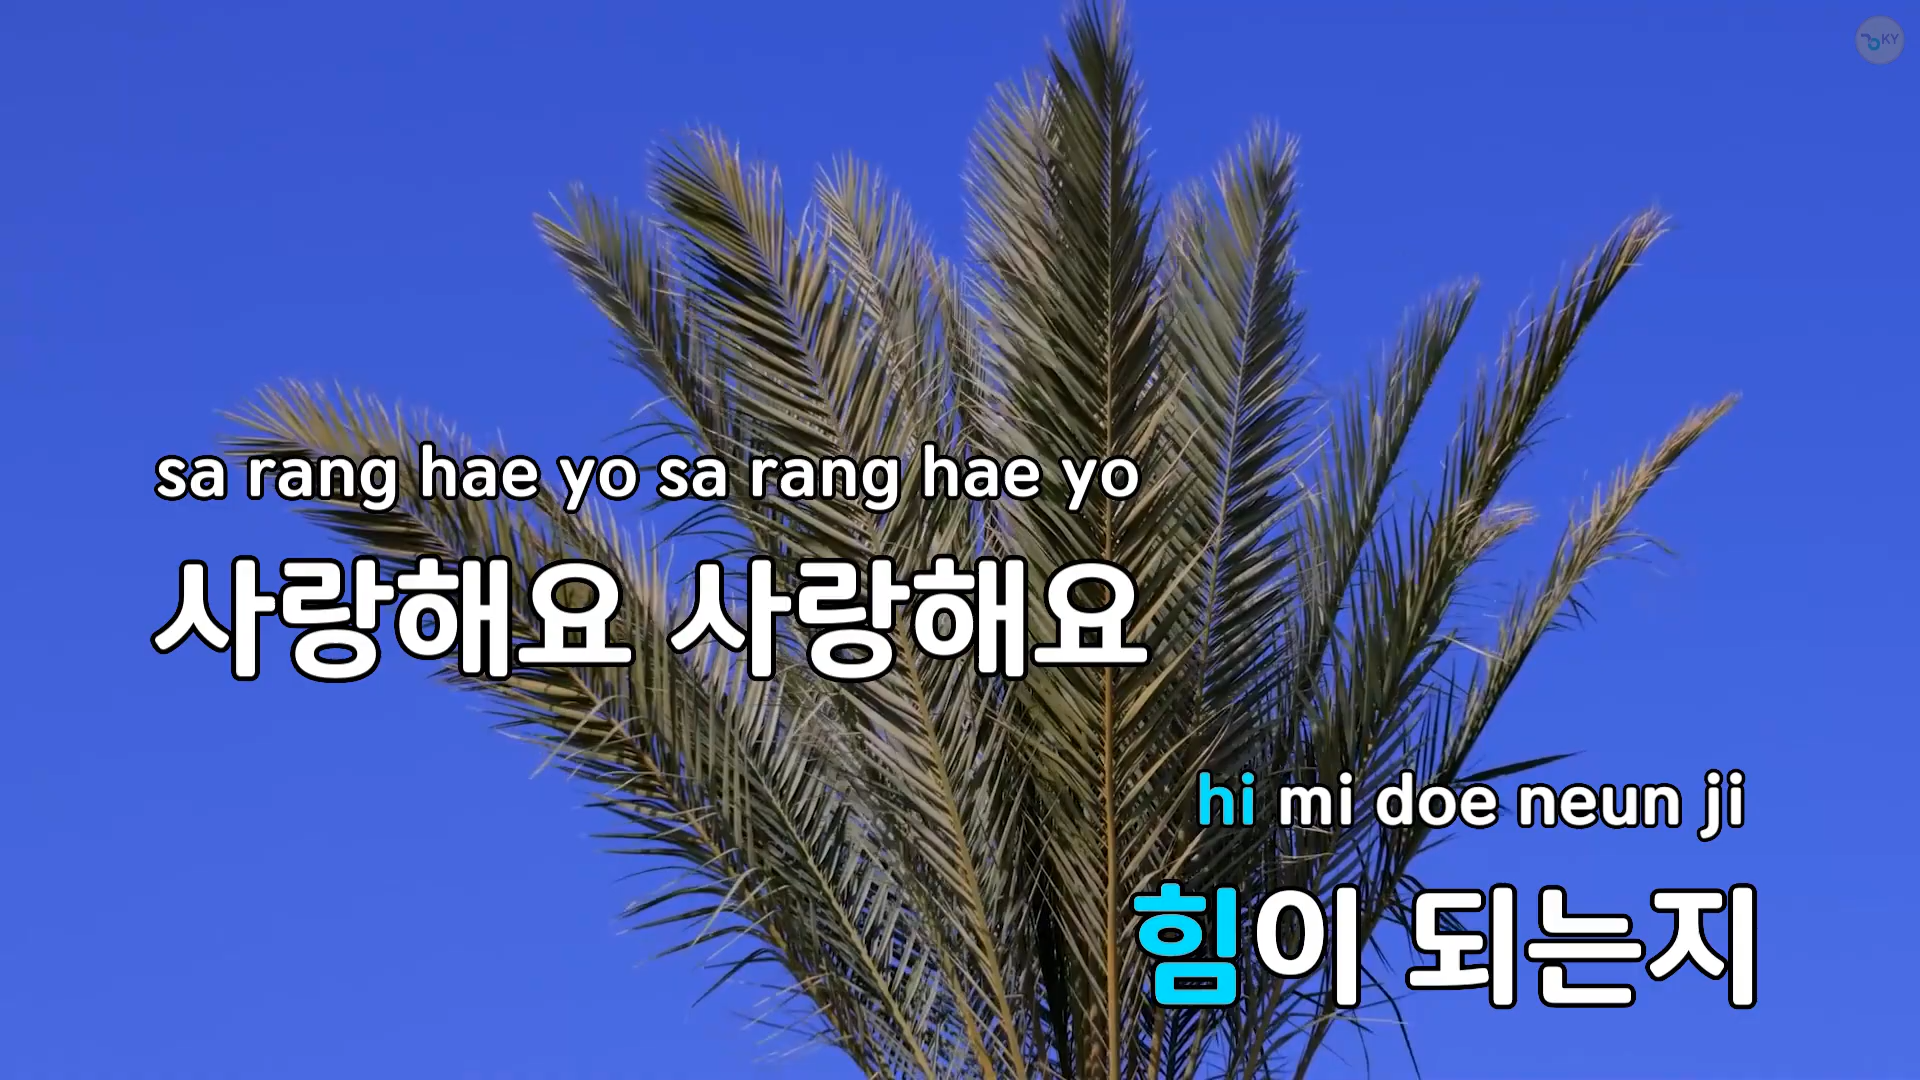 KY
sa rang hae yo sa rang hae yo
사랑해요 사랑해요
hi mi doe neun ji
힘이 되는지